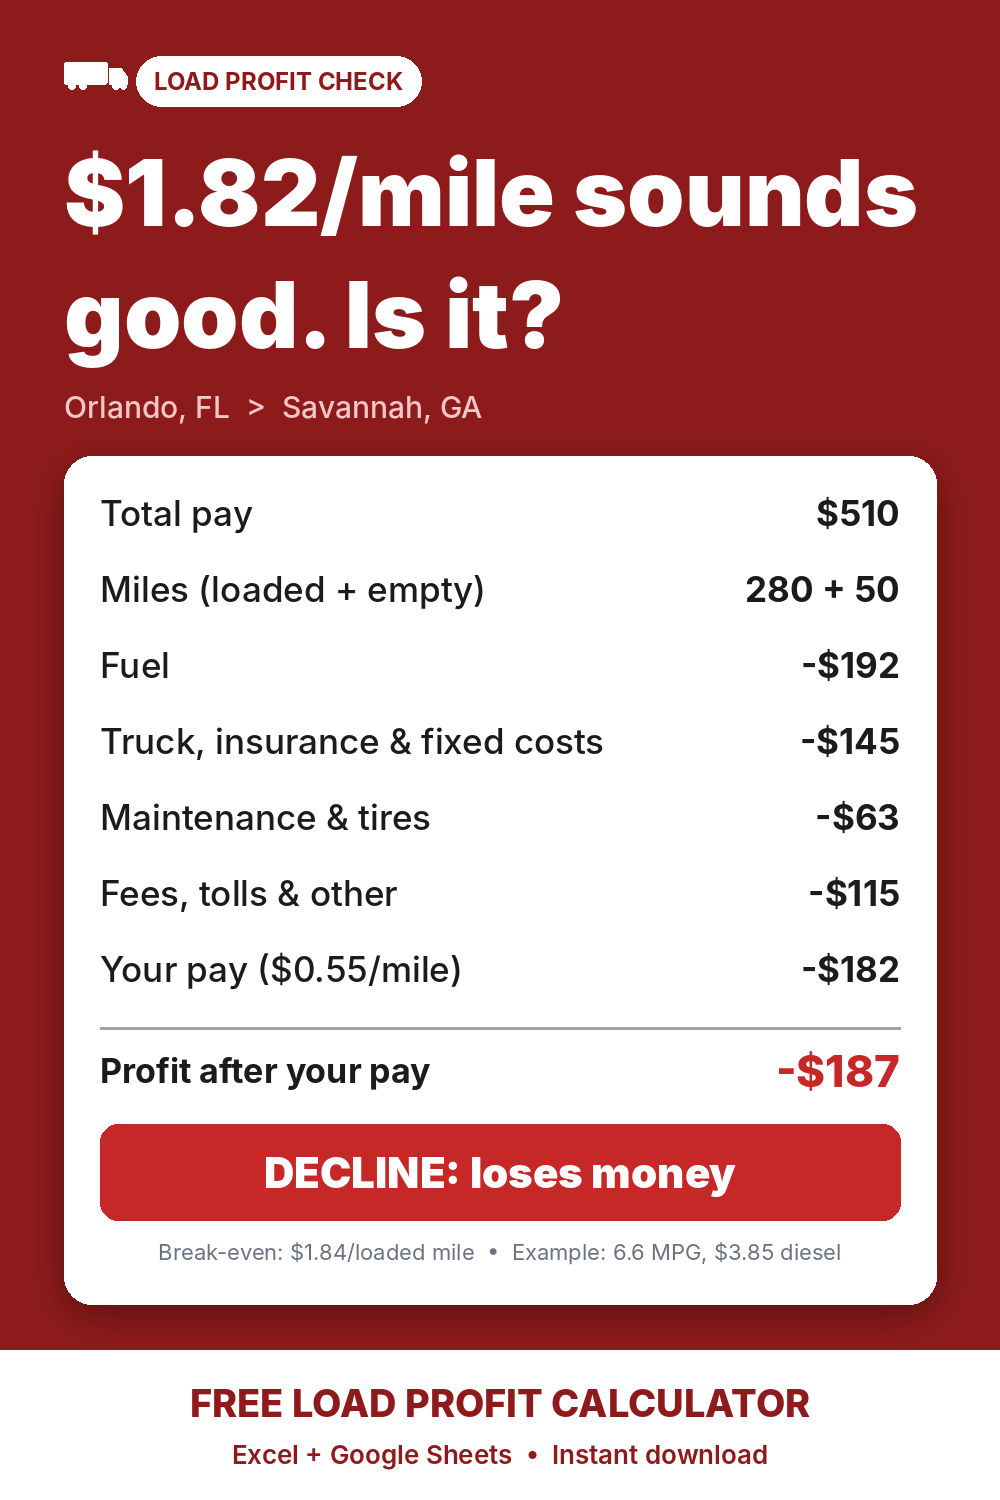 LOAD PROFIT CHECK
$1.82/mile sounds
good. Is it?
Orlando, FL > Savannah, GA
Total pay $510
Miles (loaded + empty) 280 + 50
Fuel -$192
Truck, insurance & fixed costs -$145
Maintenance & tires -$63
Fees, tolls & other -$115
Your pay ($0.55/mile) -$182
Profit after your pay -$187
DECLINE: loses money
Break-even: $1.84/loaded mile • Example: 6.6 MPG, $3.85 diesel
FREE LOAD PROFIT CALCULATOR
Excel + Google Sheets • Instant download